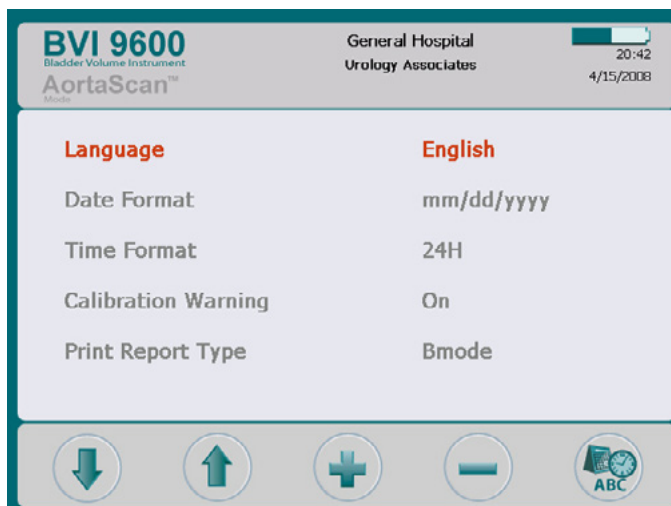 BVI 9600
Bladder Volume Instrument
AortaScan™
Mode
General Hospital
Urology Associates
20:42
4/15/2008
Language English
Date Format mm/dd/yyyy
Time Format 24H
Calibration Warning On
Print Report Type Bmode
ABC